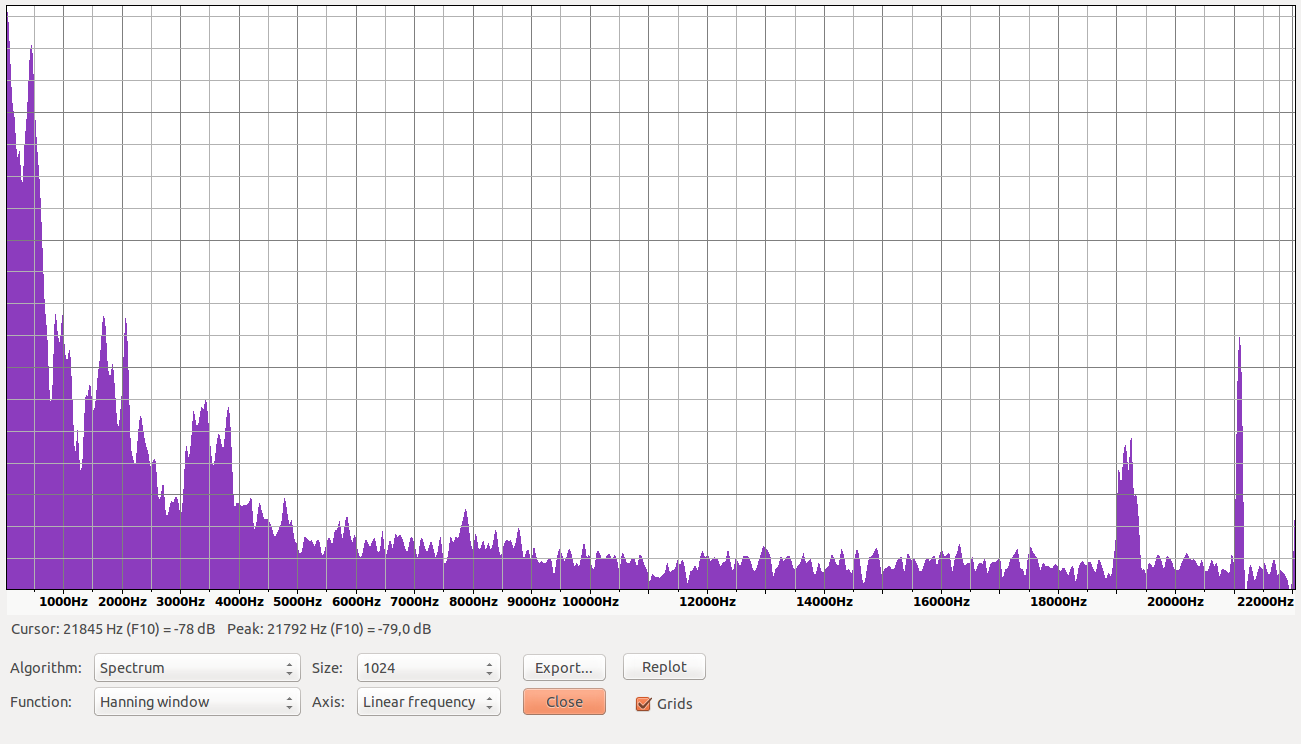 1000Hz 2000Hz 3000Hz 4000Hz 5000Hz 6000Hz 7000Hz 8000Hz 9000Hz 10000Hz 12000Hz 14000Hz 16000Hz 18000Hz 20000Hz 22000Hz
Cursor: 21845 Hz (F10) = -78 dB Peak: 21792 Hz (F10) = -79,0 dB
Algorithm: Spectrum Size: 1024 Export... Replot
Function: Hanning window Axis: Linear frequency Close Grids